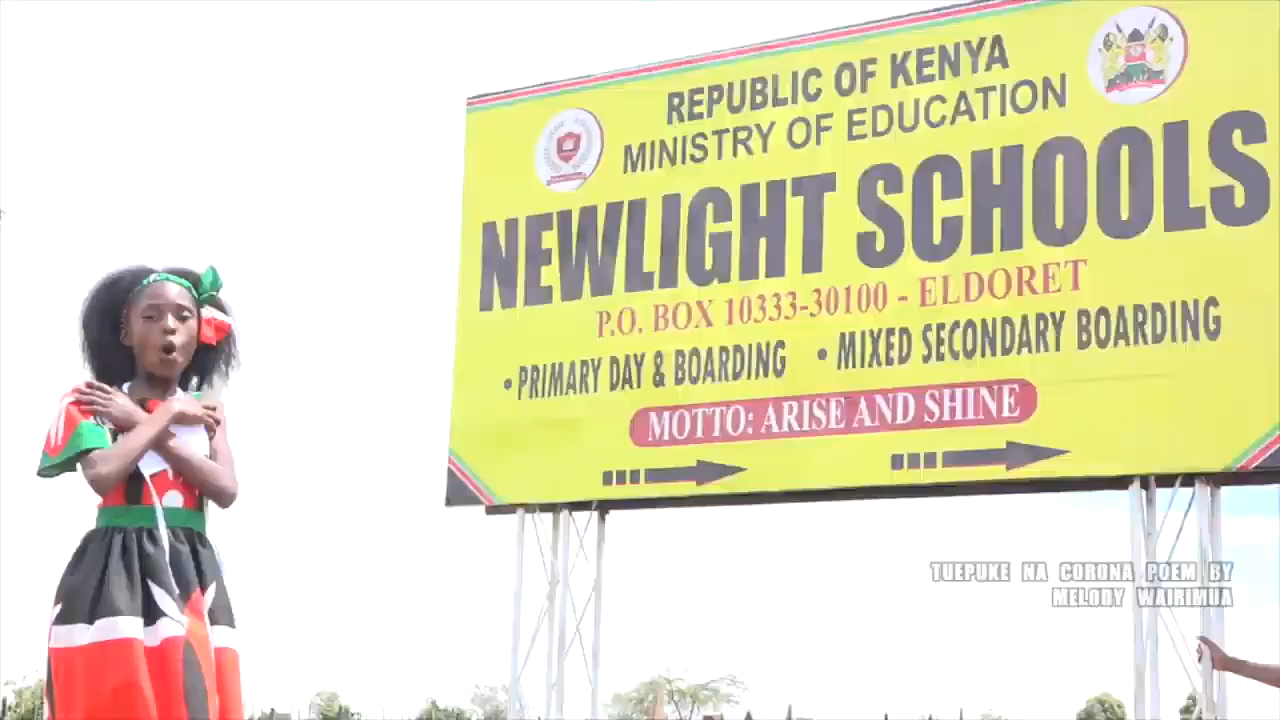 REPUBLIC OF KENYA
MINISTRY OF EDUCATION
NEWLIGHT SCHOOLS
P.O. BOX 10333-30100 - ELDORET
• PRIMARY DAY & BOARDING • MIXED SECONDARY BOARDING
MOTTO: ARISE AND SHINE
TUEPUKE NA CORONA POEM BY
MELODY WAIRIMUA